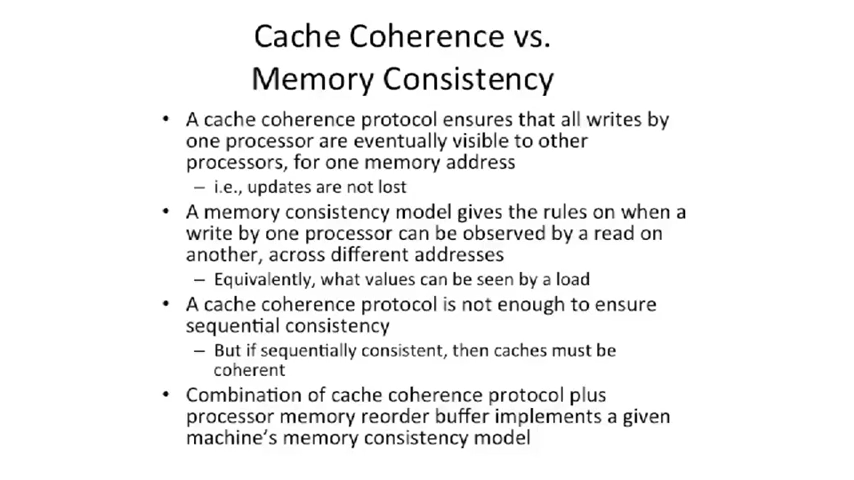 Cache Coherence vs.
Memory Consistency
• A cache coherence protocol ensures that all writes by
one processor are eventually visible to other
processors, for one memory address
– i.e., updates are not lost
• A memory consistency model gives the rules on when a
write by one processor can be observed by a read on
another, across different addresses
– Equivalently, what values can be seen by a load
• A cache coherence protocol is not enough to ensure
sequential consistency
– But if sequentially consistent, then caches must be
coherent
• Combination of cache coherence protocol plus
processor memory reorder buffer implements a given
machine's memory consistency model